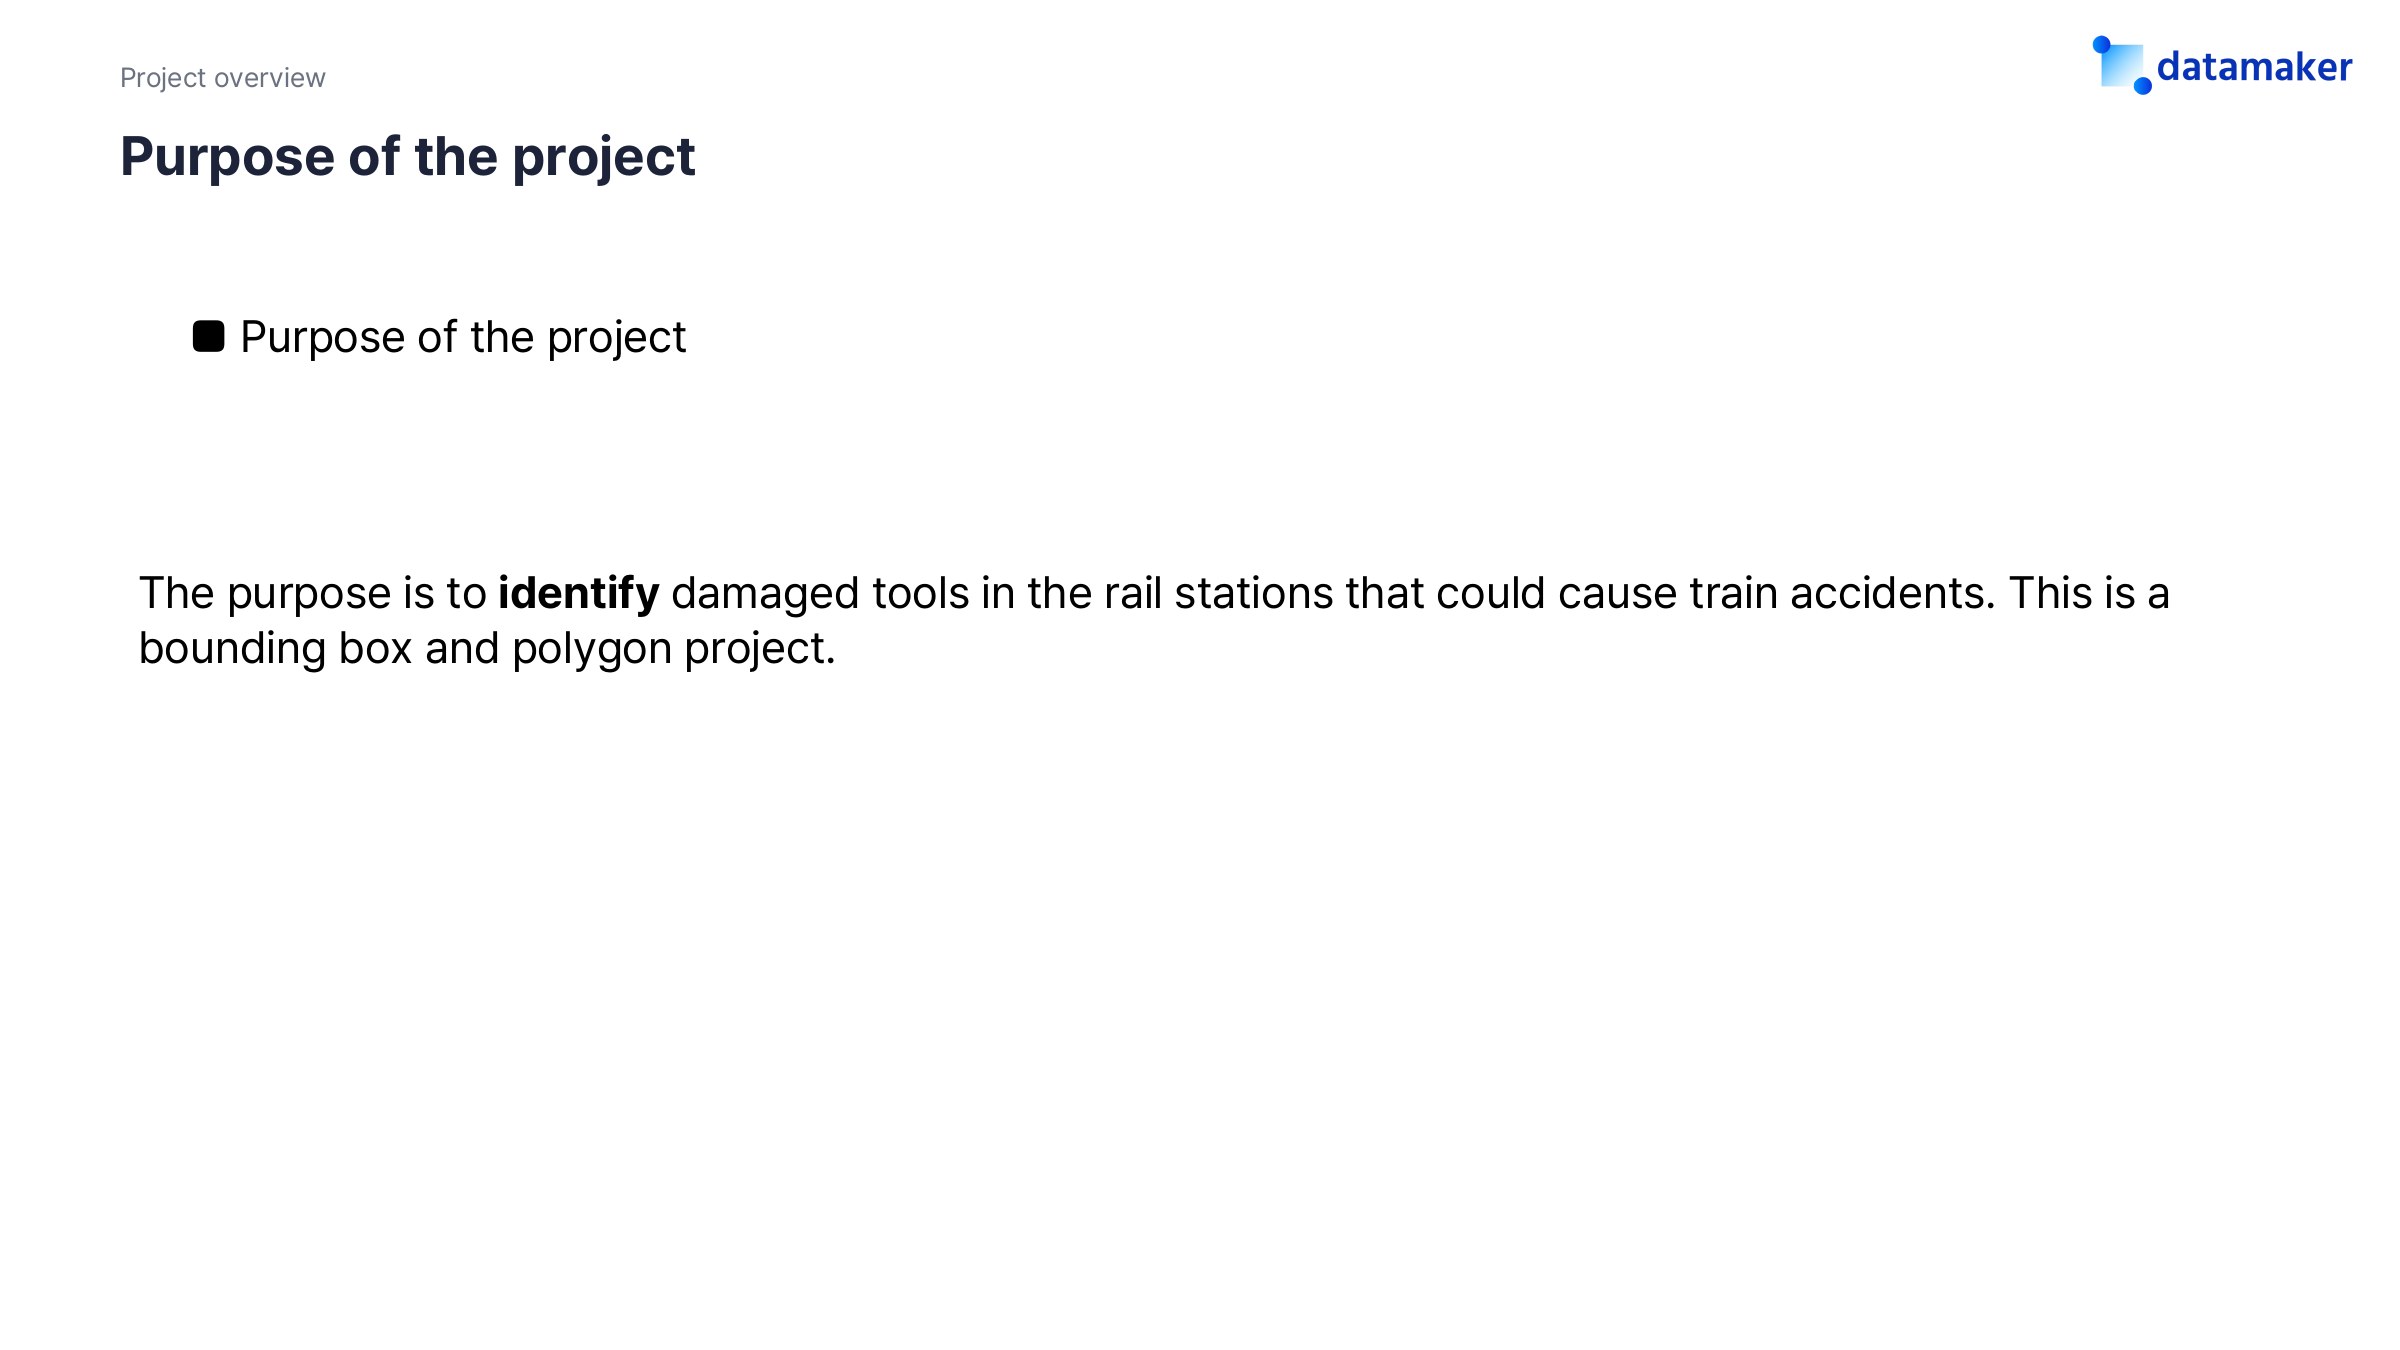 Project overview
datamaker
Purpose of the project
Purpose of the project
The purpose is to identify damaged tools in the rail stations that could cause train accidents. This is a
bounding box and polygon project.